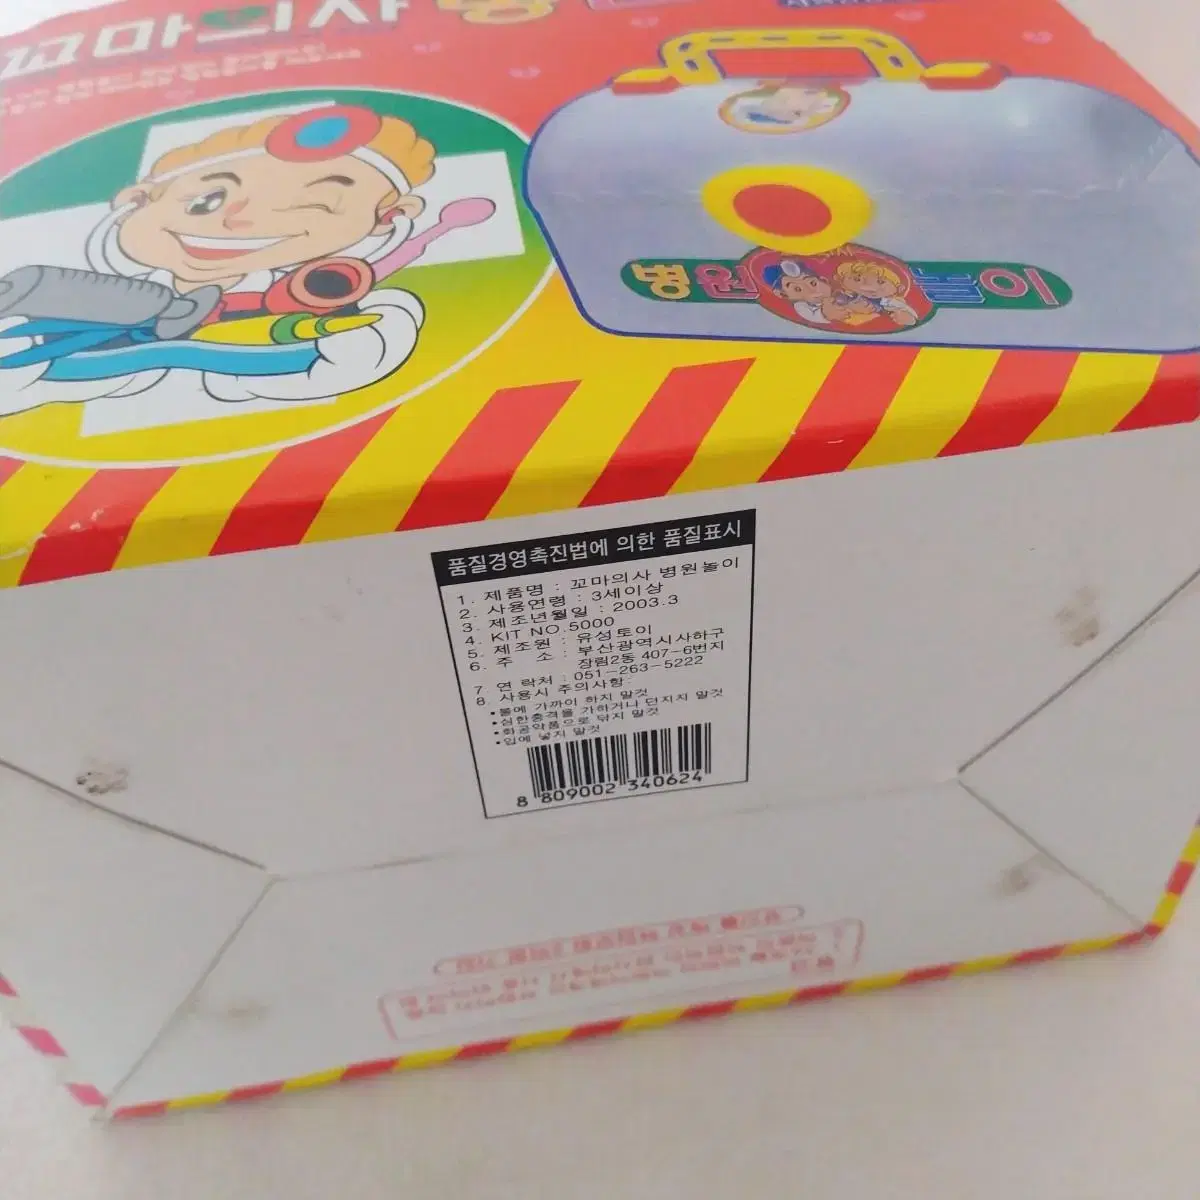 꼬마의사 병
병원놀이
품질경영촉진법에 의한 품질표시
1. 제품명 : 꼬마의사 병원놀이
2. 사용연령 : 3세이상
3. 제조년월일 : 2003.3
4. KIT NO.5000
5. 제조원 : 유성토이
6. 주 소 : 부산광역시사하구
장림2동 407-6번지
7 연락처 : 051-263-5222
8. 사용시 주의사항:
•불에 가까이 하지 말것
•심한충격을 가하거나 던지지 말것
•화공약품으로 닦지 말것
•입에 넣지 말것
8 809002 340624